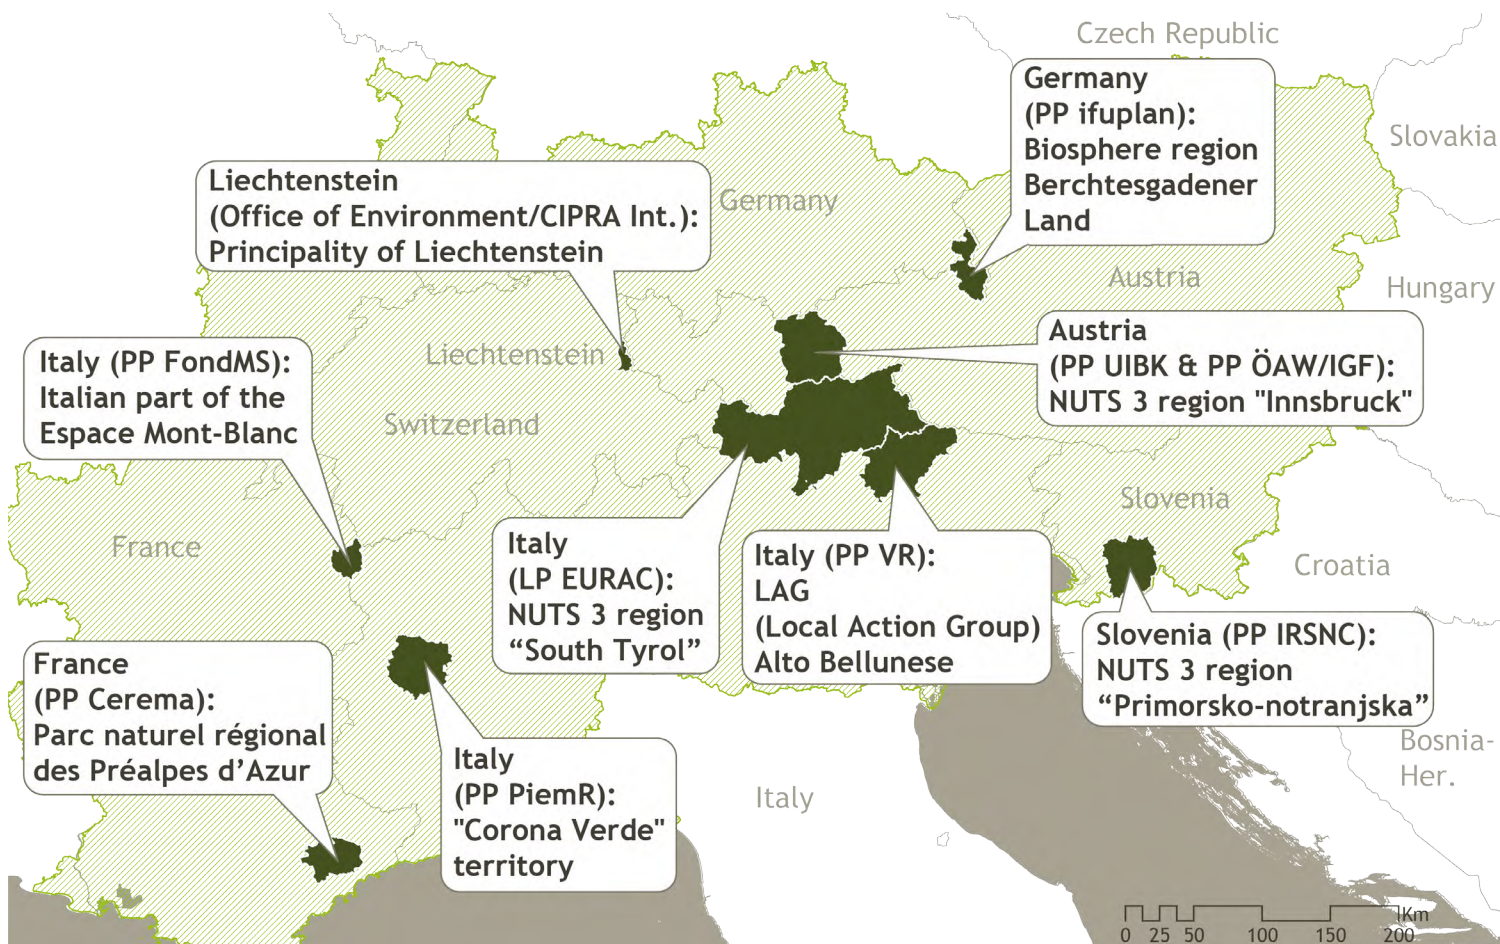 Czech Republic
Germany
(PP ifuplan):
Biosphere region
Berchtesgadener
Land
Slovakia
Liechtenstein
(Office of Environment/CIPRA Int.):
Principality of Liechtenstein
Germany
Austria
Hungary
Austria
(PP UIBK & PP ÖAW/IGF):
NUTS 3 region "Innsbruck"
Italy (PP FondMS):
Italian part of the
Espace Mont-Blanc
Liechtenstein
Switzerland
Slovenia
France
Croatia
Italy
(LP EURAC):
NUTS 3 region
“South Tyrol”
Italy (PP VR):
LAG
(Local Action Group)
Alto Bellunese
Slovenia (PP IRSNC):
NUTS 3 region
“Primorsko-notranjska”
France
(PP Cerema):
Parc naturel régional
des Préalpes d’Azur
Italy
(PP PiemR):
"Corona Verde"
territory
Italy
Bosnia-
Her.
Km
0 25 50 100 150 200